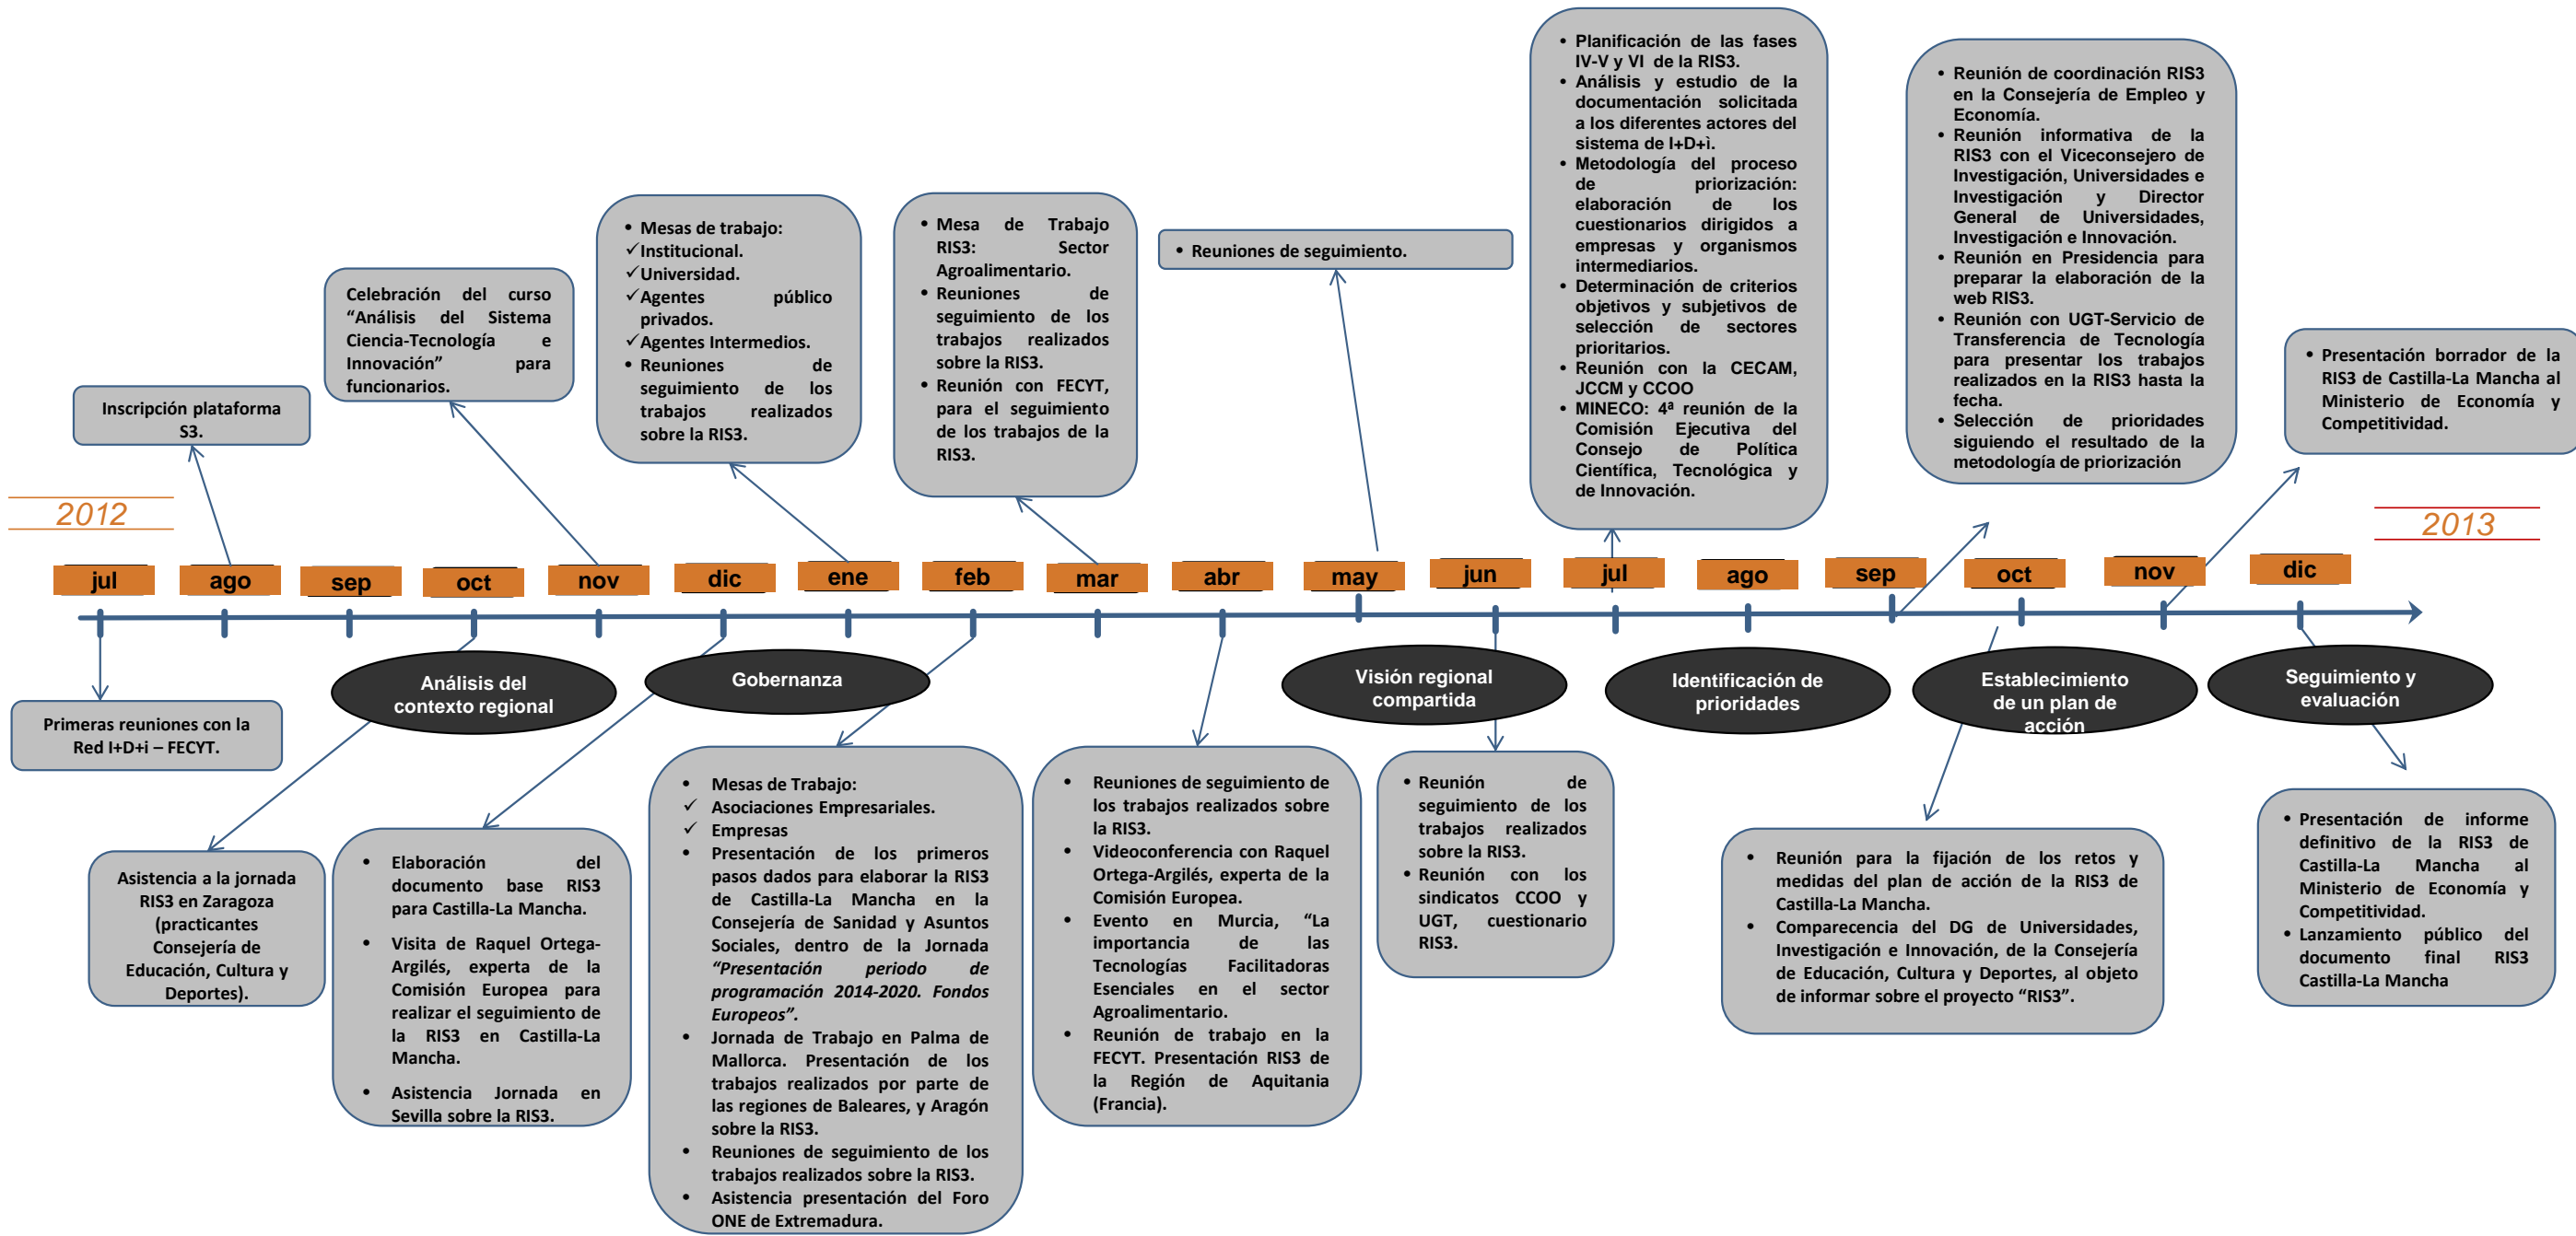 • Planificación de las fases
IV-V y VI de la RIS3.
• Análisis y estudio de la
documentación solicitada
a los diferentes actores del
sistema de I+D+i.
• Metodología del proceso
de priorización:
elaboración de los
cuestionarios dirigidos a
empresas y organismos
intermediarios.
• Determinación de criterios
objetivos y subjetivos de
selección de sectores
prioritarios.
• Reunión con la CECAM,
JCCM y CCOO
• MINECO: 4ª reunión de la
Comisión Ejecutiva del
Consejo de Política
Científica, Tecnológica y
de Innovación.
• Reunión de coordinación RIS3
en la Consejería de Empleo y
Economía.
• Reunión informativa de la
RIS3 con el Viceconsejero de
Investigación, Universidades e
Investigación y Director
General de Universidades,
Investigación e Innovación.
• Reunión en Presidencia para
preparar la elaboración de la
web RIS3.
• Reunión con UGT-Servicio de
Transferencia de Tecnología
para presentar los trabajos
realizados en la RIS3 hasta la
fecha.
• Selección de prioridades
siguiendo el resultado de la
metodología de priorización
• Mesas de trabajo:
✓Institucional.
✓Universidad.
✓Agentes público
privados.
✓Agentes Intermedios.
• Reuniones de
seguimiento de los
trabajos realizados
sobre la RIS3.
• Mesa de Trabajo
RIS3: Sector
Agroalimentario.
• Reuniones de
seguimiento de los
trabajos realizados
sobre la RIS3.
• Reunión con FECYT,
para el seguimiento
de los trabajos de la
RIS3.
• Reuniones de seguimiento.
Celebración del curso
“Análisis del Sistema
Ciencia-Tecnología e
Innovación” para
funcionarios.
• Presentación borrador de la
RIS3 de Castilla-La Mancha al
Ministerio de Economía y
Competitividad.
Inscripción plataforma
S3.
2012
2013
jul
ago
sep
oct
nov
dic
ene
feb
mar
abr
may
jun
jul
ago
sep
oct
nov
dic
Análisis del
contexto regional
Gobernanza
Visión regional
compartida
Identificación de
prioridades
Establecimiento
de un plan de
acción
Seguimiento y
evaluación
Primeras reuniones con la
Red I+D+i – FECYT.
Asistencia a la jornada
RIS3 en Zaragoza
(practicantes
Consejería de
Educación, Cultura y
Deportes).
• Elaboración del
documento base RIS3
para Castilla-La Mancha.
• Visita de Raquel Ortega-
Argilés, experta de la
Comisión Europea para
realizar el seguimiento de
la RIS3 en Castilla-La
Mancha.
• Asistencia Jornada en
Sevilla sobre la RIS3.
• Mesas de Trabajo:
✓ Asociaciones Empresariales.
✓ Empresas
• Presentación de los primeros
pasos dados para elaborar la RIS3
de Castilla-La Mancha en la
Consejería de Sanidad y Asuntos
Sociales, dentro de la Jornada
“Presentación periodo de
programación 2014-2020. Fondos
Europeos”.
• Jornada de Trabajo en Palma de
Mallorca. Presentación de los
trabajos realizados por parte de
las regiones de Baleares, y Aragón
sobre la RIS3.
• Reuniones de seguimiento de los
trabajos realizados sobre la RIS3.
• Asistencia presentación del Foro
ONE de Extremadura.
• Reuniones de seguimiento de
los trabajos realizados sobre
la RIS3.
• Videoconferencia con Raquel
Ortega-Argilés, experta de la
Comisión Europea.
• Evento en Murcia, “La
importancia de las
Tecnologías Facilitadoras
Esenciales en el sector
Agroalimentario.
• Reunión de trabajo en la
FECYT. Presentación RIS3 de
la Región de Aquitania
(Francia).
• Reunión de
seguimiento de los
trabajos realizados
sobre la RIS3.
• Reunión con los
sindicatos CCOO y
UGT, cuestionario
RIS3.
• Reunión para la fijación de los retos y
medidas del plan de acción de la RIS3 de
Castilla-La Mancha.
• Comparecencia del DG de Universidades,
Investigación e Innovación, de la Consejería
de Educación, Cultura y Deportes, al objeto
de informar sobre el proyecto “RIS3”.
• Presentación de informe
definitivo de la RIS3 de
Castilla-La Mancha al
Ministerio de Economía y
Competitividad.
• Lanzamiento público del
documento final RIS3
Castilla-La Mancha